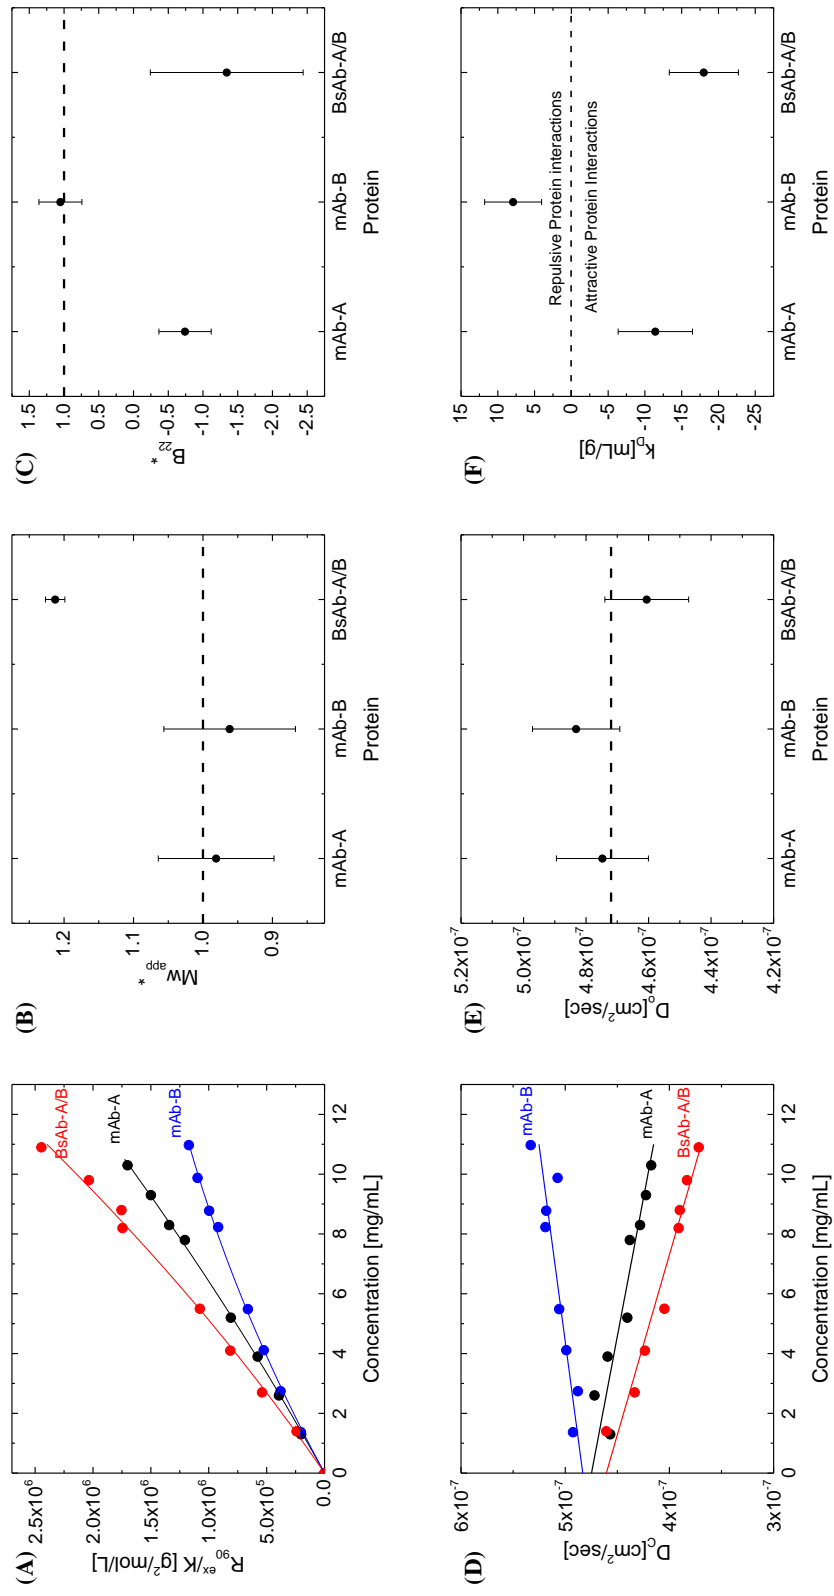 (A)
R₉₀ᵉˣ/K [g²/mol/L]
2.5x10⁶
2.0x10⁶
1.5x10⁶
1.0x10⁶
5.0x10⁵
0.0
BsAb-A/B
mAb-A
mAb-B
0 2 4 6 8 10 12
Concentration [mg/mL]
(B)
Mw*app
1.2
1.1
1.0
0.9
mAb-A mAb-B BsAb-A/B
Protein
(C)
B*₂₂
1.5
1.0
0.5
0.0
-0.5
-1.0
-1.5
-2.0
-2.5
mAb-A mAb-B BsAb-A/B
Protein
(D)
D_C[cm²/sec]
6x10⁻⁷
5x10⁻⁷
4x10⁻⁷
3x10⁻⁷
mAb-B
mAb-A
BsAb-A/B
0 2 4 6 8 10 12
Concentration [mg/mL]
(E)
Dₒ[cm²/sec]
5.2x10⁻⁷
5.0x10⁻⁷
4.8x10⁻⁷
4.6x10⁻⁷
4.4x10⁻⁷
4.2x10⁻⁷
mAb-A mAb-B BsAb-A/B
Protein
(F)
k_D[mL/g]
15
10
5
0
-5
-10
-15
-20
-25
Repulsive Protein interactions
Attractive Protein Interactions
mAb-A mAb-B BsAb-A/B
Protein